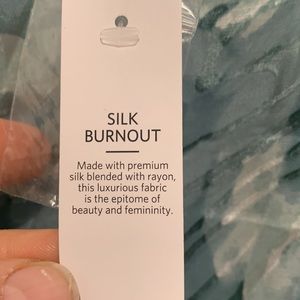 SILK
BURNOUT
Made with premium
silk blended with rayon,
this luxurious fabric
is the epitome of
beauty and femininity.